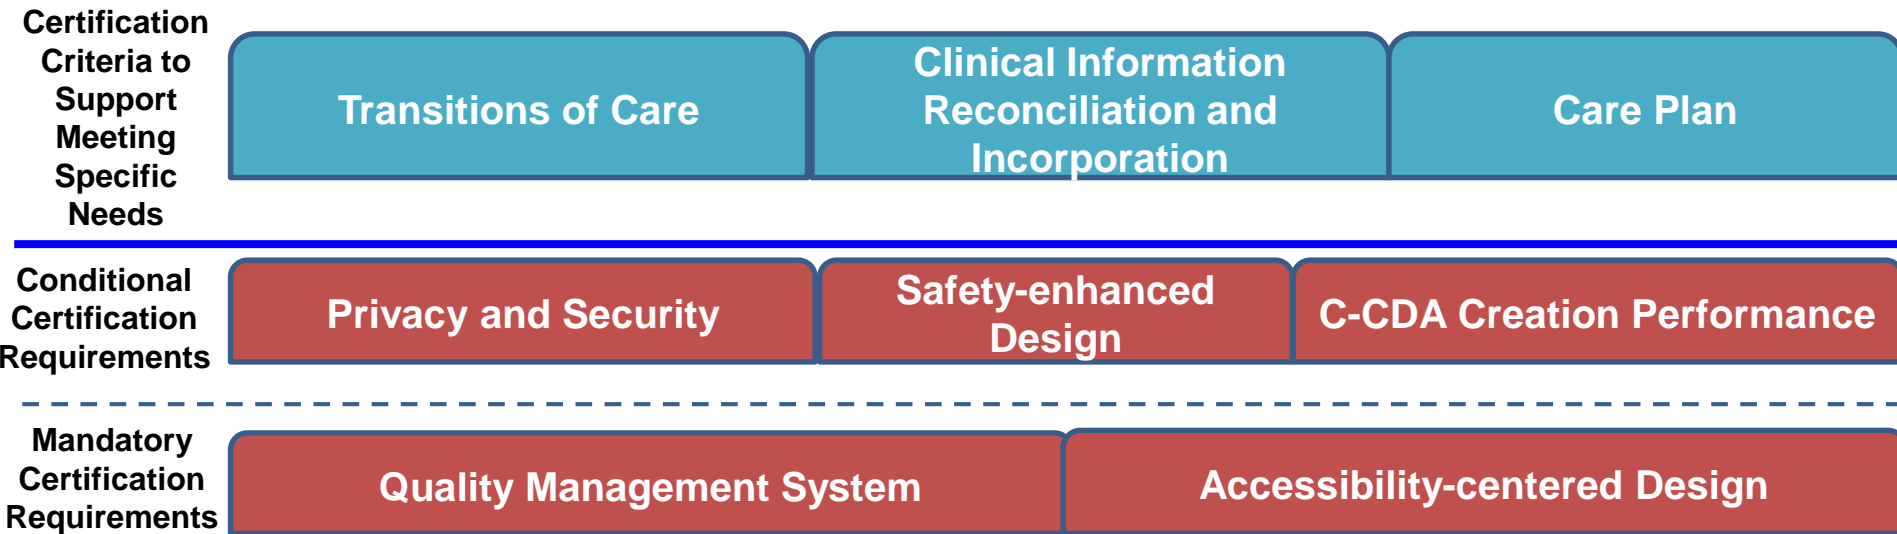 Certification
Criteria to
Support
Meeting
Specific
Needs
Transitions of Care
Clinical Information
Reconciliation and
Incorporation
Care Plan
Conditional
Certification
Requirements
Privacy and Security
Safety-enhanced
Design
C-CDA Creation Performance
Mandatory
Certification
Requirements
Quality Management System
Accessibility-centered Design